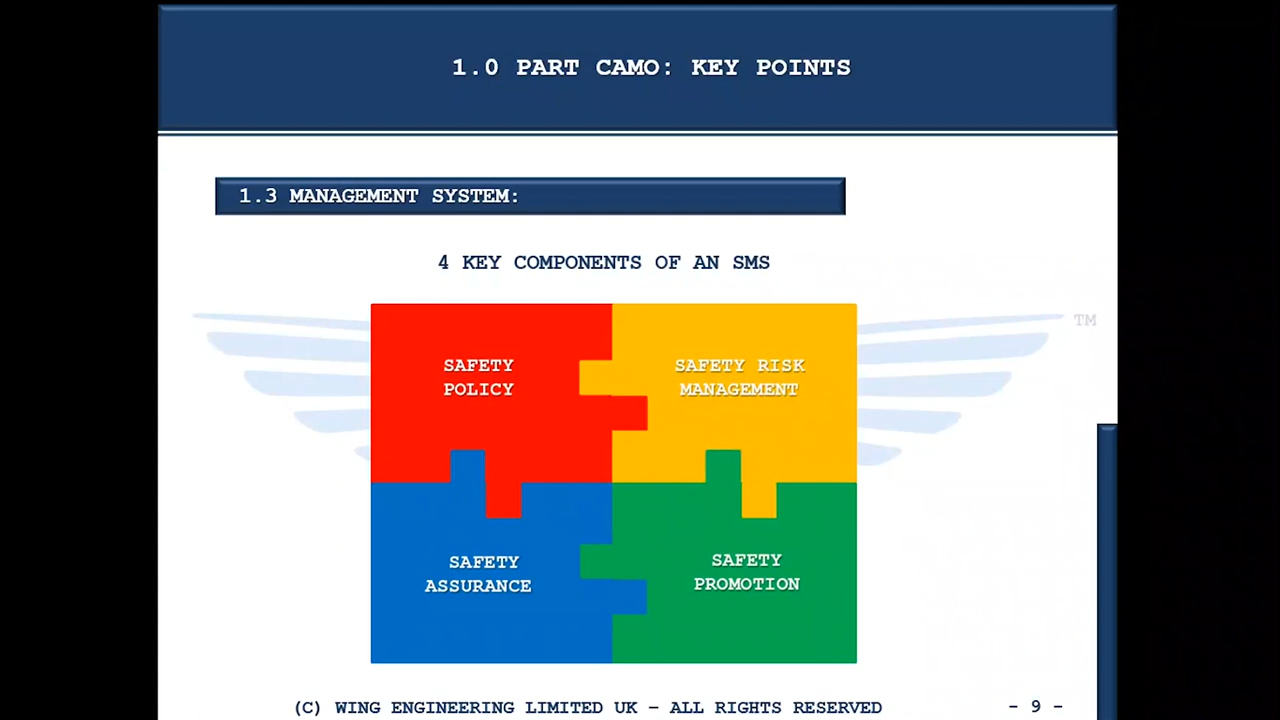 1.0 PART CAMO: KEY POINTS
1.3 MANAGEMENT SYSTEM:
4 KEY COMPONENTS OF AN SMS
TM
SAFETY
POLICY
SAFETY RISK
MANAGEMENT
SAFETY
ASSURANCE
SAFETY
PROMOTION
(C) WING ENGINEERING LIMITED UK – ALL RIGHTS RESERVED
- 9 -